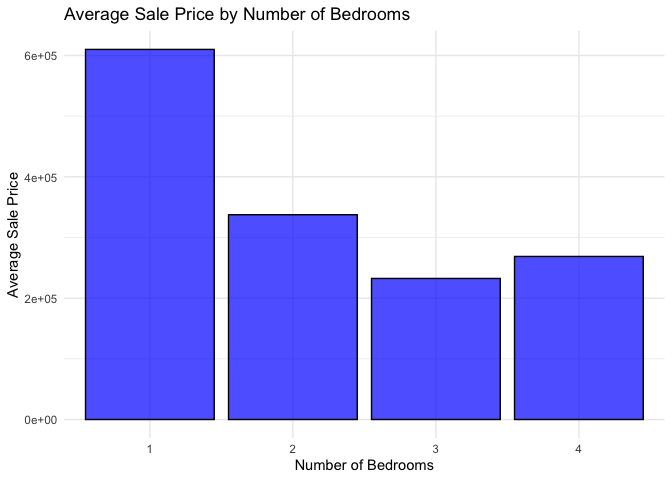 Average Sale Price by Number of Bedrooms
6e+05
4e+05
2e+05
0e+00
Average Sale Price
1 2 3 4
Number of Bedrooms